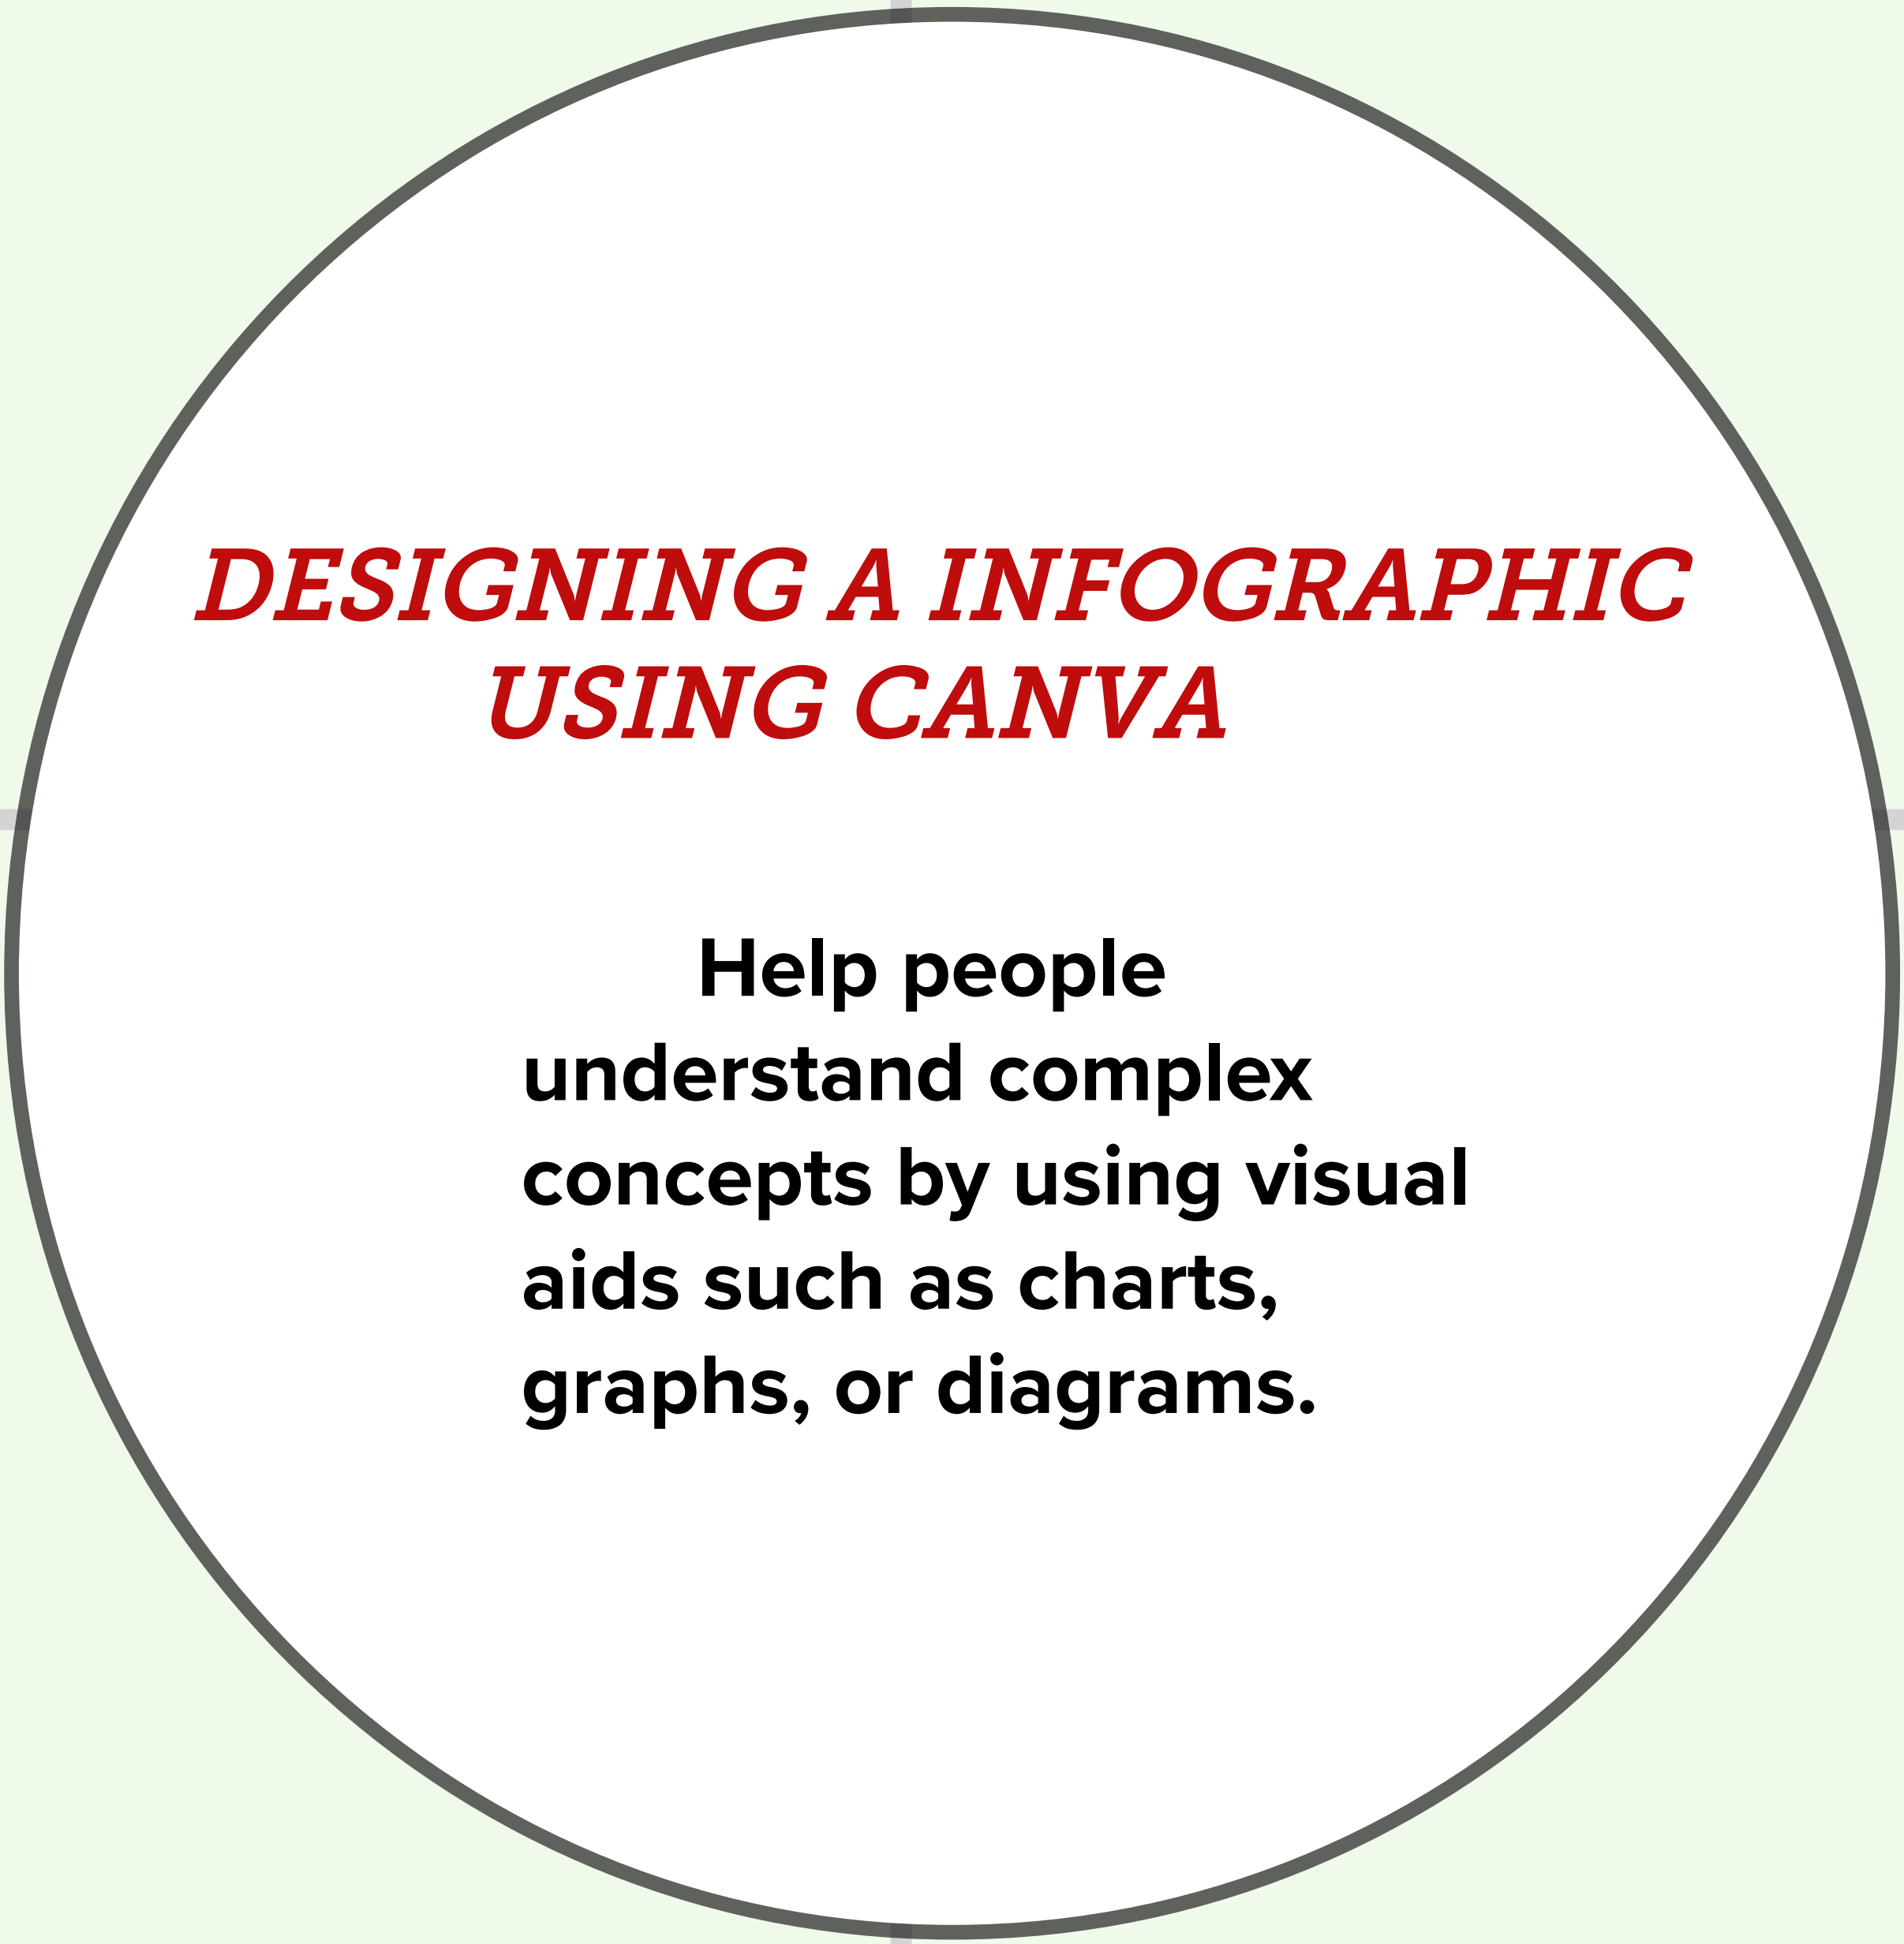 DESIGNING A INFOGRAPHIC
USING CANVA
Help people
understand complex
concepts by using visual
aids such as charts,
graphs, or diagrams.